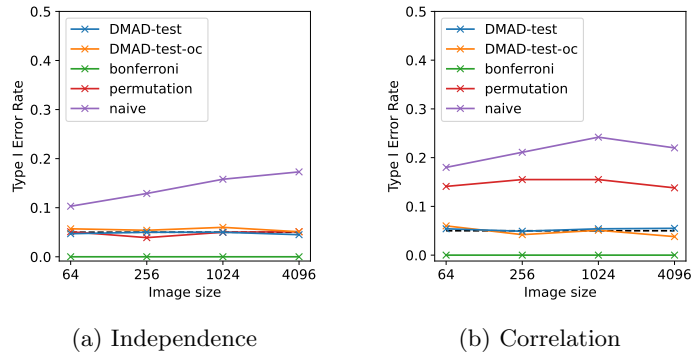 0.5
0.4
0.3
0.2
0.1
0.0
Type I Error Rate
DMAD-test
DMAD-test-oc
bonferroni
permutation
naive
64 256 1024 4096
Image size
(a) Independence
0.5
0.4
0.3
0.2
0.1
0.0
Type I Error Rate
DMAD-test
DMAD-test-oc
bonferroni
permutation
naive
64 256 1024 4096
Image size
(b) Correlation